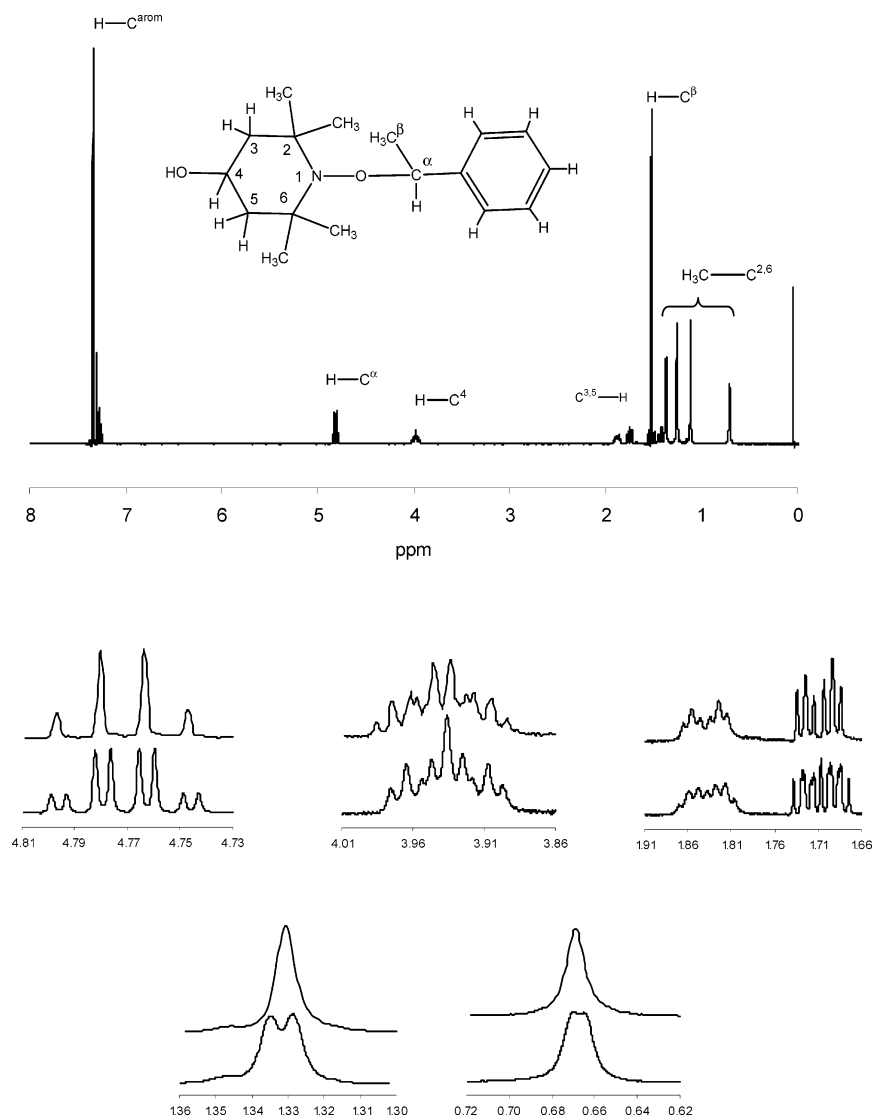 H—C^arom
H—C^β
H₃C
CH₃
H
H
3
2
H₃C^β
α
H
H
HO
4
1
N
O
C
H
H
5
6
H
H
H
CH₃
H
H
H₃C
H₃C—C^2,6
H—C^α
H—C^4
C^3,5—H
8 7 6 5 4 3 2 1 0
ppm
4.81 4.79 4.77 4.75 4.73
4.01 3.96 3.91 3.86
1.91 1.86 1.81 1.76 1.71 1.66
1.36 1.35 1.34 1.33 1.32 1.31 1.30
0.72 0.70 0.68 0.66 0.64 0.62